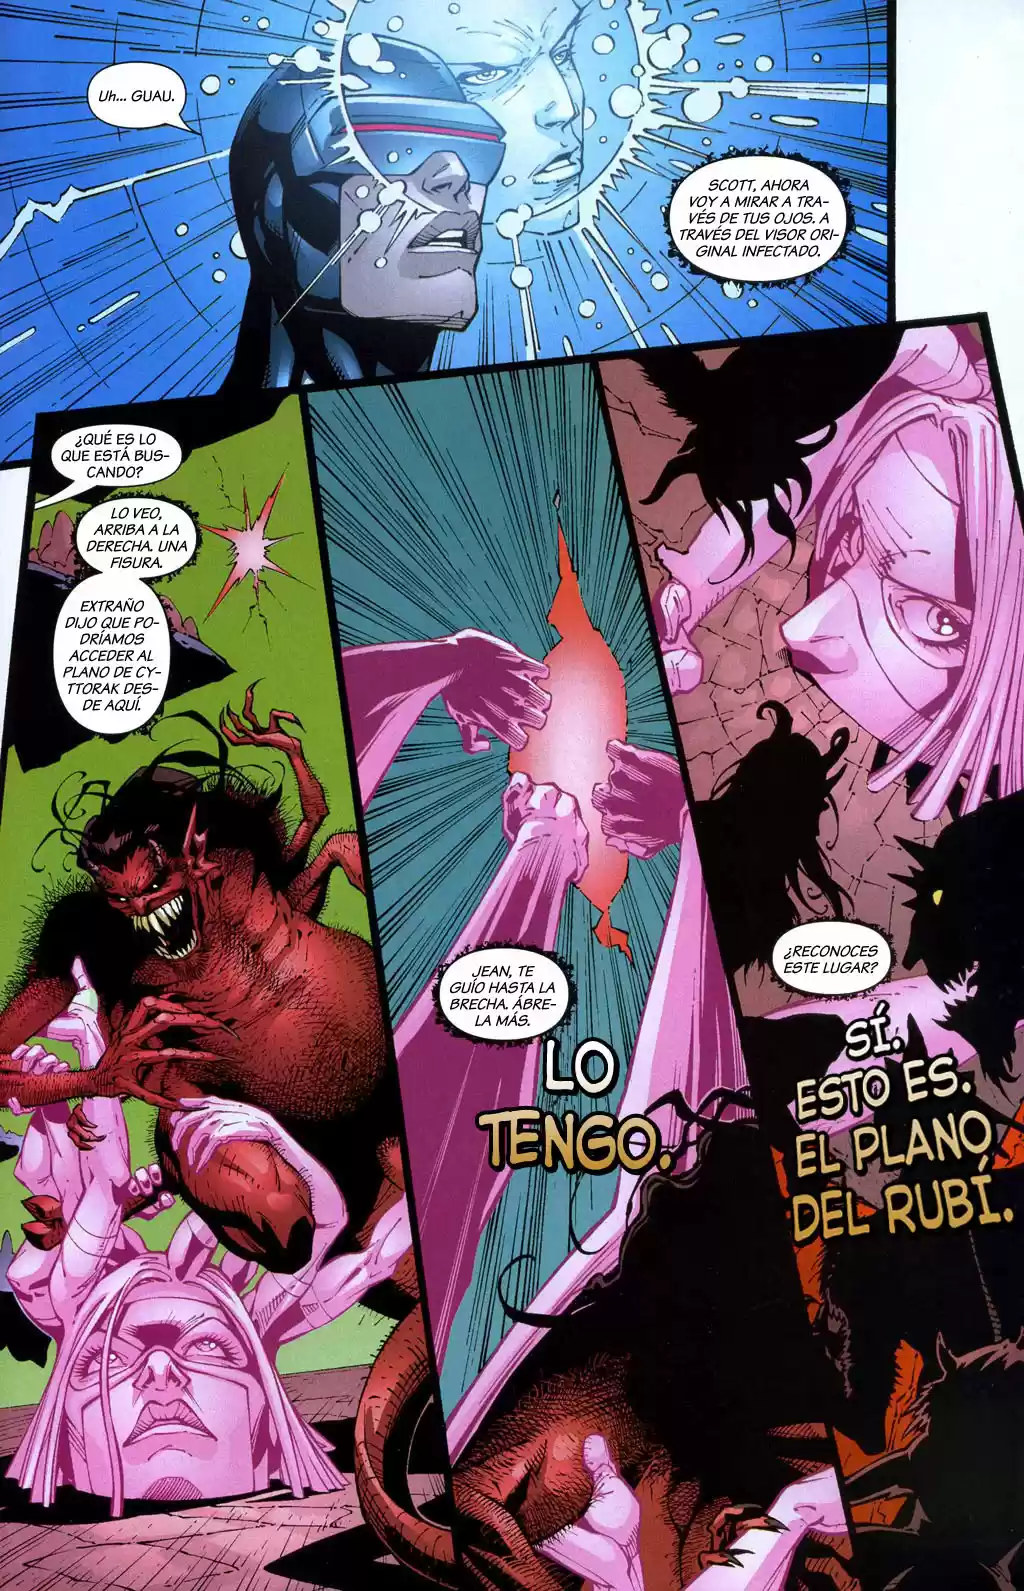 Uh... GUAU.
SCOTT, AHORA
VOY A MIRAR A TRA-
VÉS DE TUS OJOS. A
TRAVÉS DEL VISOR ORI-
GINAL INFECTADO.
¿QUÉ ES LO
QUE ESTÁ BUS-
CANDO?
LO VEO,
ARRIBA A LA
DERECHA. UNA
FISURA.
EXTRAÑO
DIJO QUE PO-
DRÍAMOS
ACCEDER AL
PLANO DE CY-
TTORAK DES-
DE AQUÍ.
JEAN, TE
GUÍO HASTA LA
BRECHA. ÁBRE-
LA MÁS.
LO
TENGO.
¿RECONOCES
ESTE LUGAR?
SÍ.
ESTO ES.
EL PLANO
DEL RUBÍ.